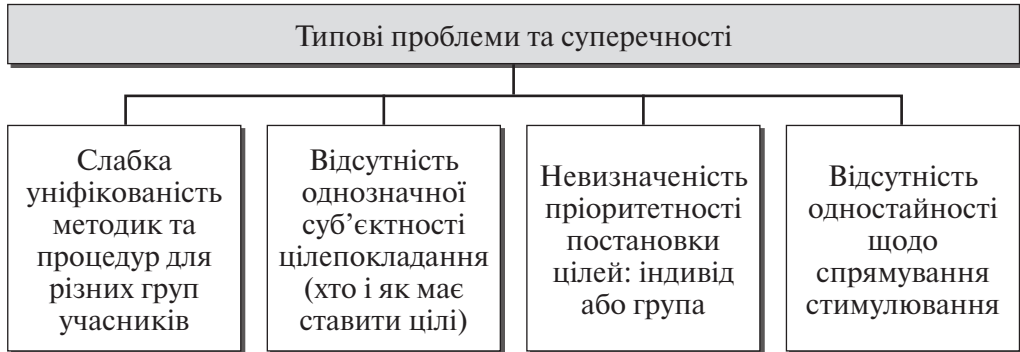 Типові проблеми та суперечності
Слабка
уніфікованість
методик та
процедур для
різних груп
учасників
Відсутність
однозначної
суб’єктності
цілепокладання
(хто і як має
ставити цілі)
Невизначеність
пріоритетності
постановки
цілей: індивід
або група
Відсутність
одностайності
щодо
спрямування
стимулювання